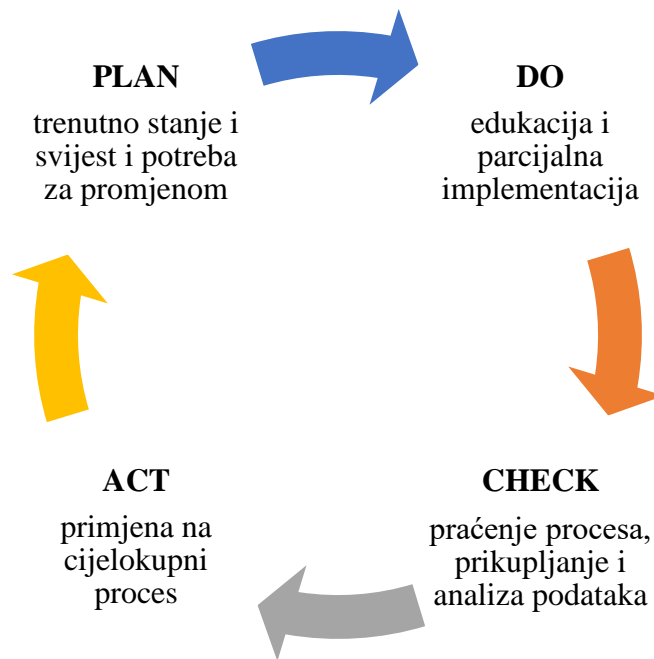 PLAN
trenutno stanje i
svijest i potreba
za promjenom
DO
edukacija i
parcijalna
implementacija
CHECK
praćenje procesa,
prikupljanje i
analiza podataka
ACT
primjena na
cijelokupni
proces